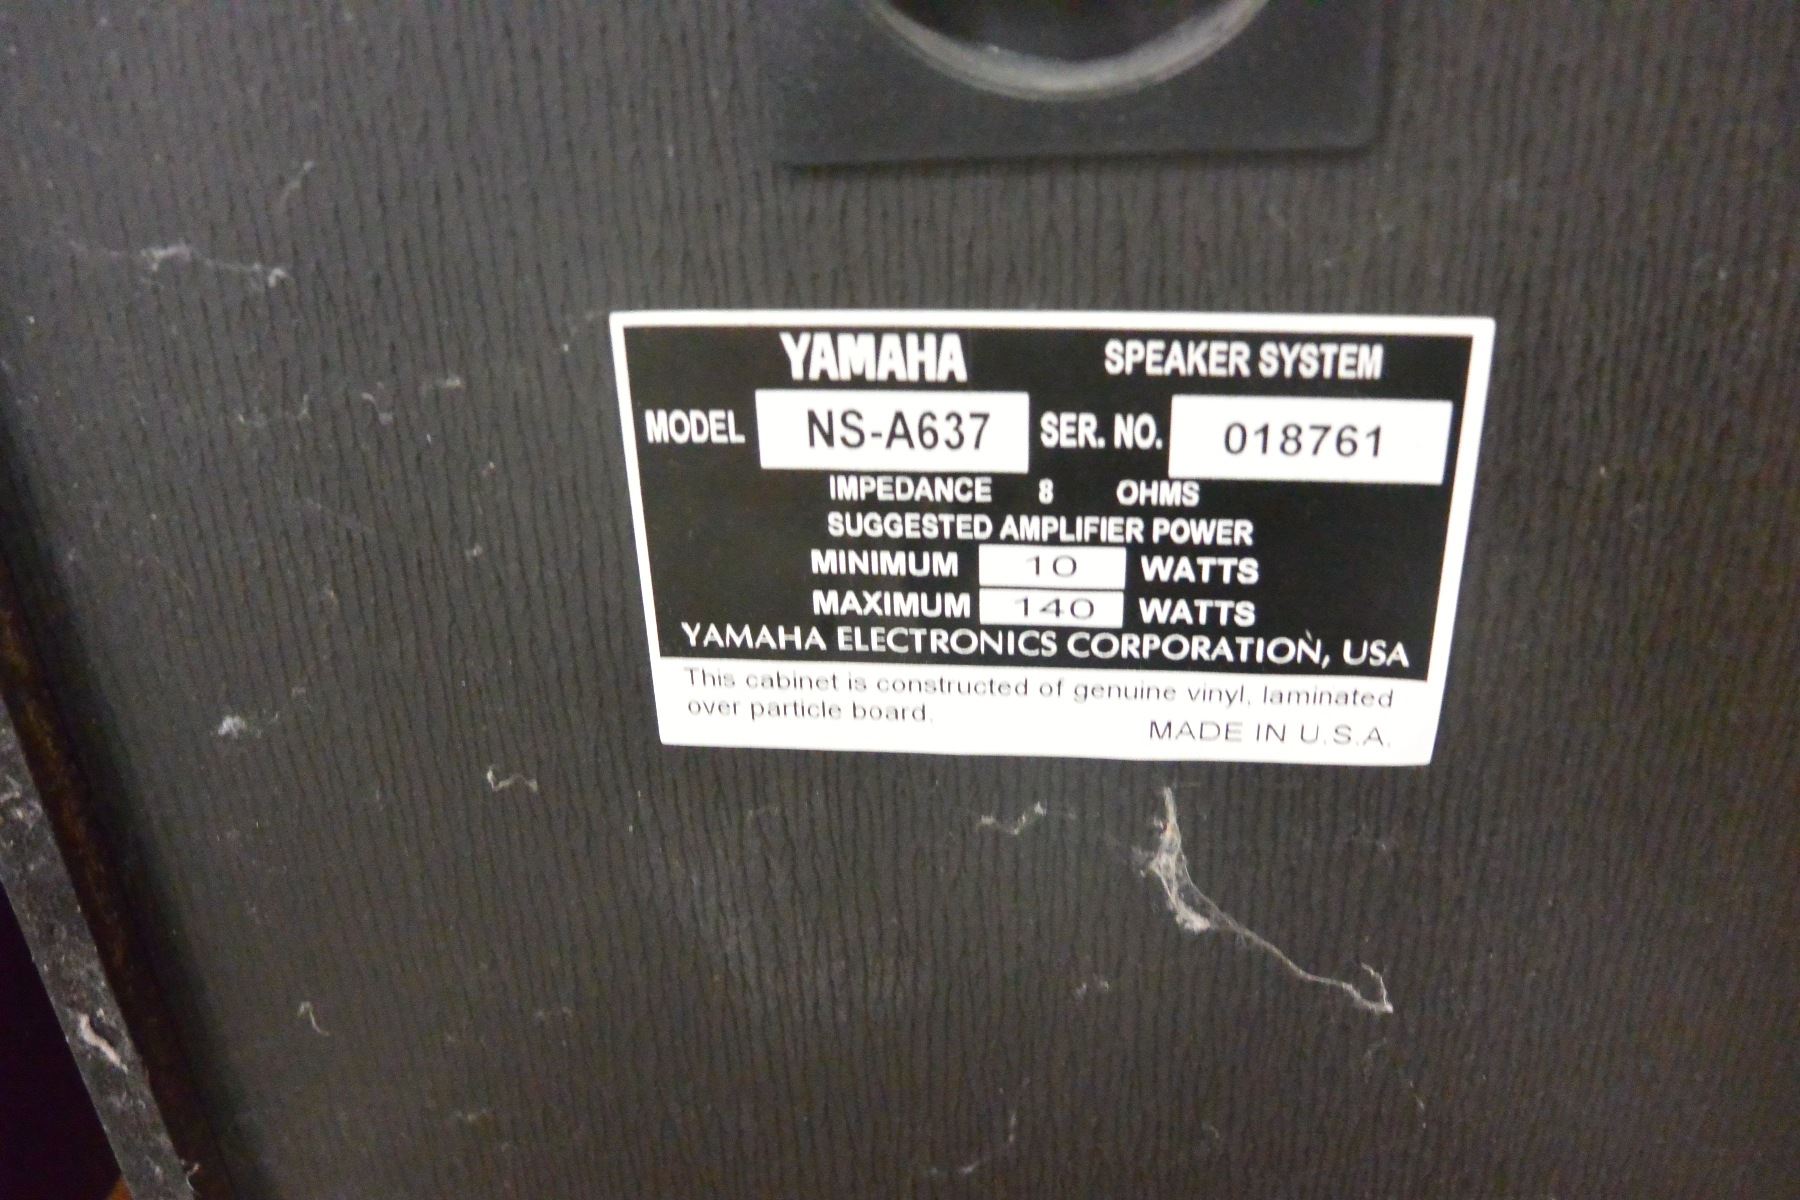 YAMAHA SPEAKER SYSTEM
MODEL NS-A637 SER. NO. 018761
IMPEDANCE 8 OHMS
SUGGESTED AMPLIFIER POWER
MINIMUM 10 WATTS
MAXIMUM 140 WATTS
YAMAHA ELECTRONICS CORPORATION, USA
This cabinet is constructed of genuine vinyl, laminated
over particle board.
MADE IN U.S.A.